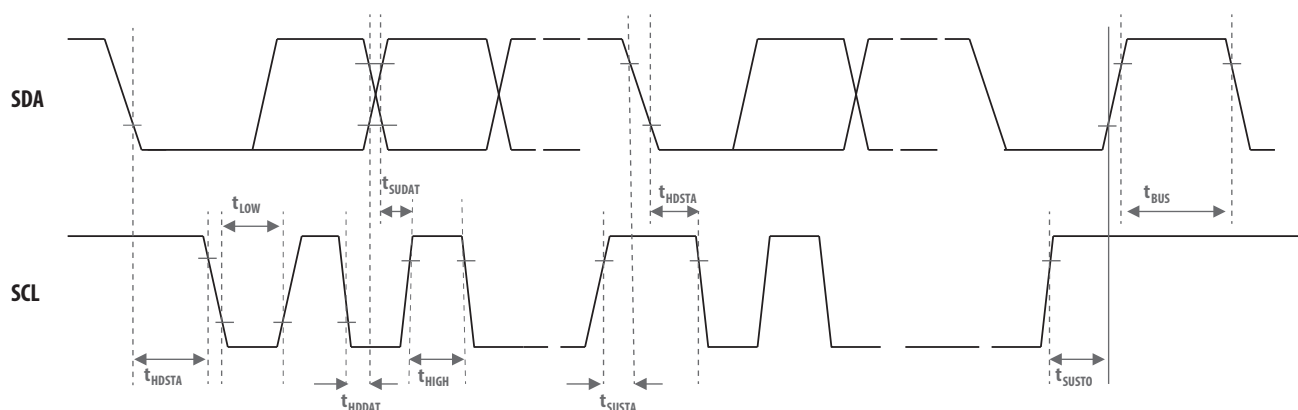 SDA
tSUDAT
tLOW
tHDSTA
tBUS
SCL
tHDSTA
tHDDAT
tHIGH
tSUSTA
tSUSTO